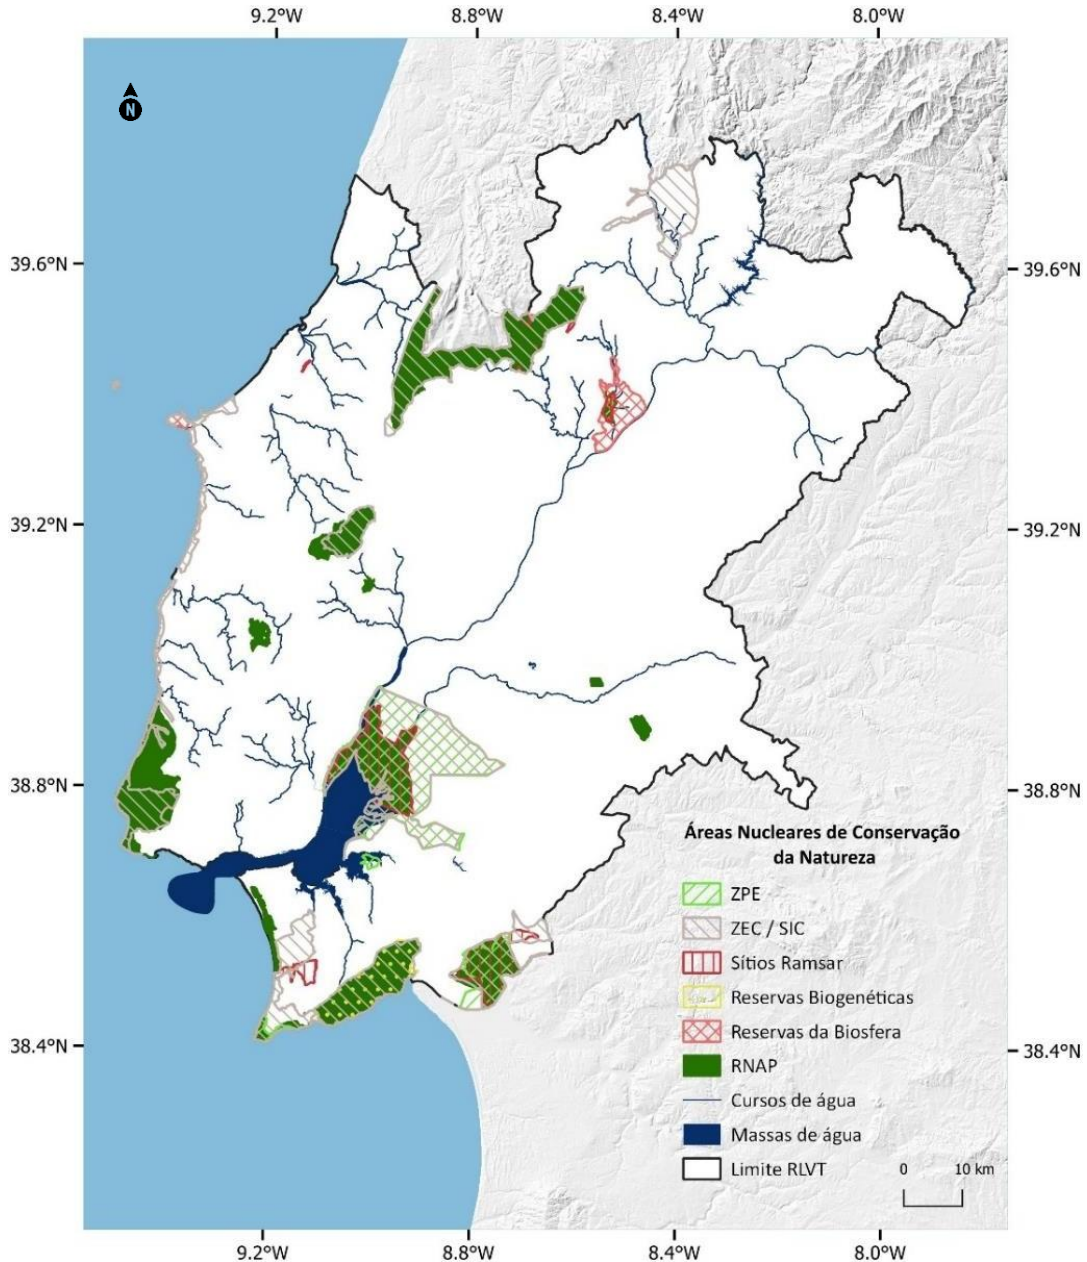 9.2°W 8.8°W 8.4°W 8.0°W
N
39.6°N 39.6°N
39.2°N 39.2°N
38.8°N 38.8°N
Áreas Nucleares de Conservação
da Natureza
ZPE
ZEC / SIC
Sítios Ramsar
Reservas Biogenéticas
Reservas da Biosfera
38.4°N 38.4°N
RNAP
Cursos de água
Massas de água
Limite RLVT
0 10 km
9.2°W 8.8°W 8.4°W 8.0°W